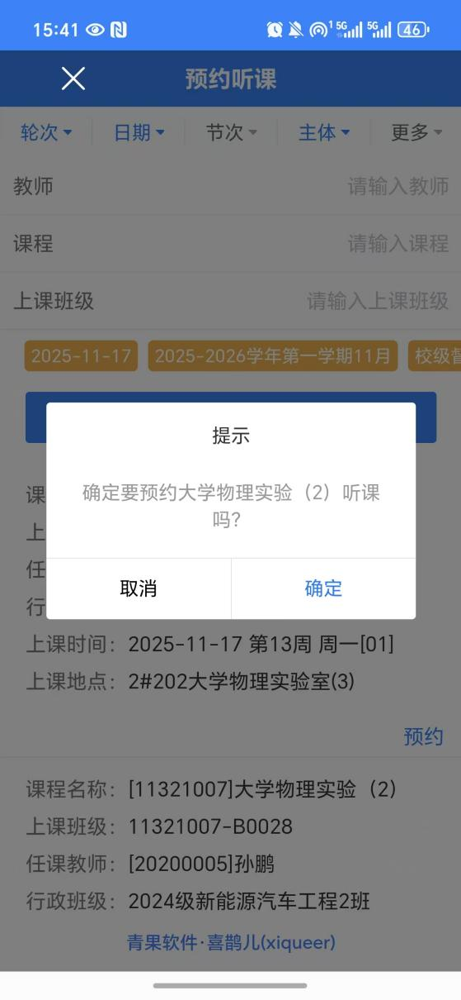 15:41
1 5G 5G 46
预约听课
轮次 日期 节次 主体 更多
教师 请输入教师
课程 请输入课程
上课班级 请输入上课班级
2025-11-17 2025-2026学年第一学期11月 校级督
提示
确定要预约大学物理实验（2）听课
吗?
取消 确定
课
上
任
行
上课时间： 2025-11-17 第13周 周一[01]
上课地点： 2#202大学物理实验室(3)
预约
课程名称： [11321007]大学物理实验（2）
上课班级： 11321007-B0028
任课教师： [20200005]孙鹏
行政班级： 2024级新能源汽车工程2班
青果软件·喜鹊儿(xiqueer)